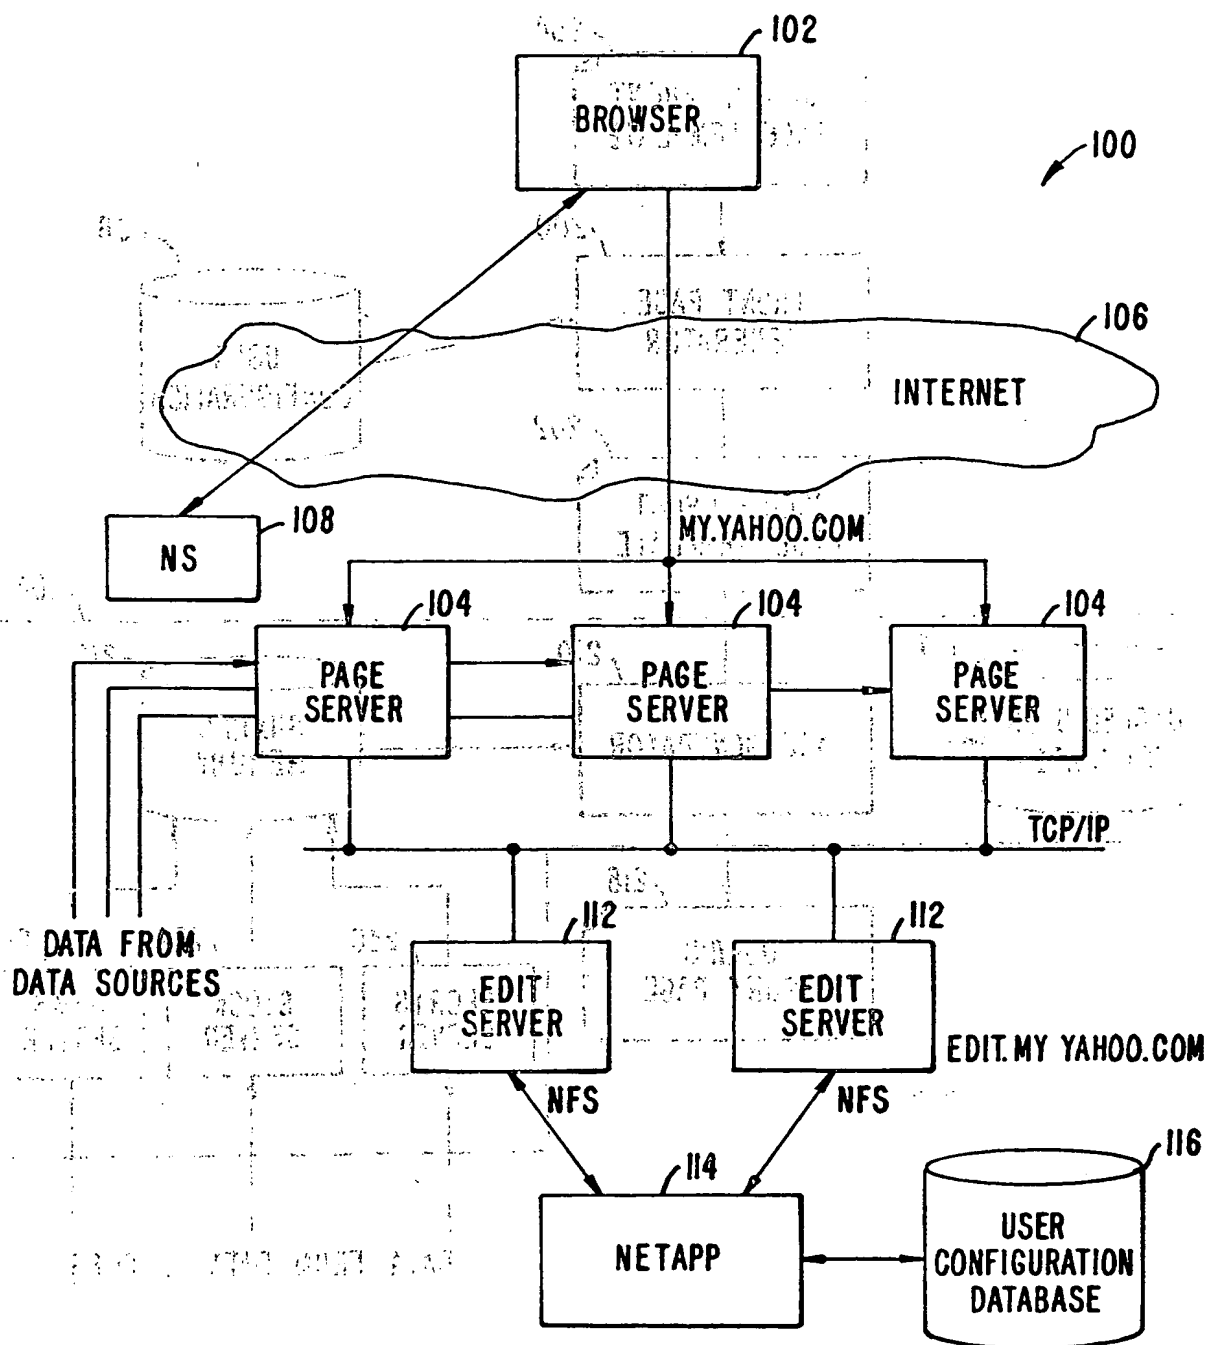 102
BROWSER
100
106
INTERNET
108
NS
MY.YAHOO.COM
104
104
104
PAGE
SERVER
PAGE
SERVER
PAGE
SERVER
TCP/IP
DATA FROM
DATA SOURCES
112
112
EDIT
SERVER
EDIT
SERVER
EDIT.MY YAHOO.COM
NFS
NFS
114
116
NETAPP
USER
CONFIGURATION
DATABASE